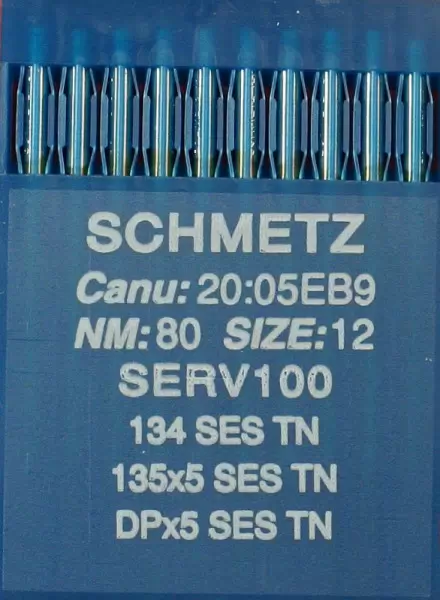 SCHMETZ
Canu: 20:05EB9
NM: 80 SIZE: 12
SERV100
134 SES TN
135x5 SES TN
DPx5 SES TN